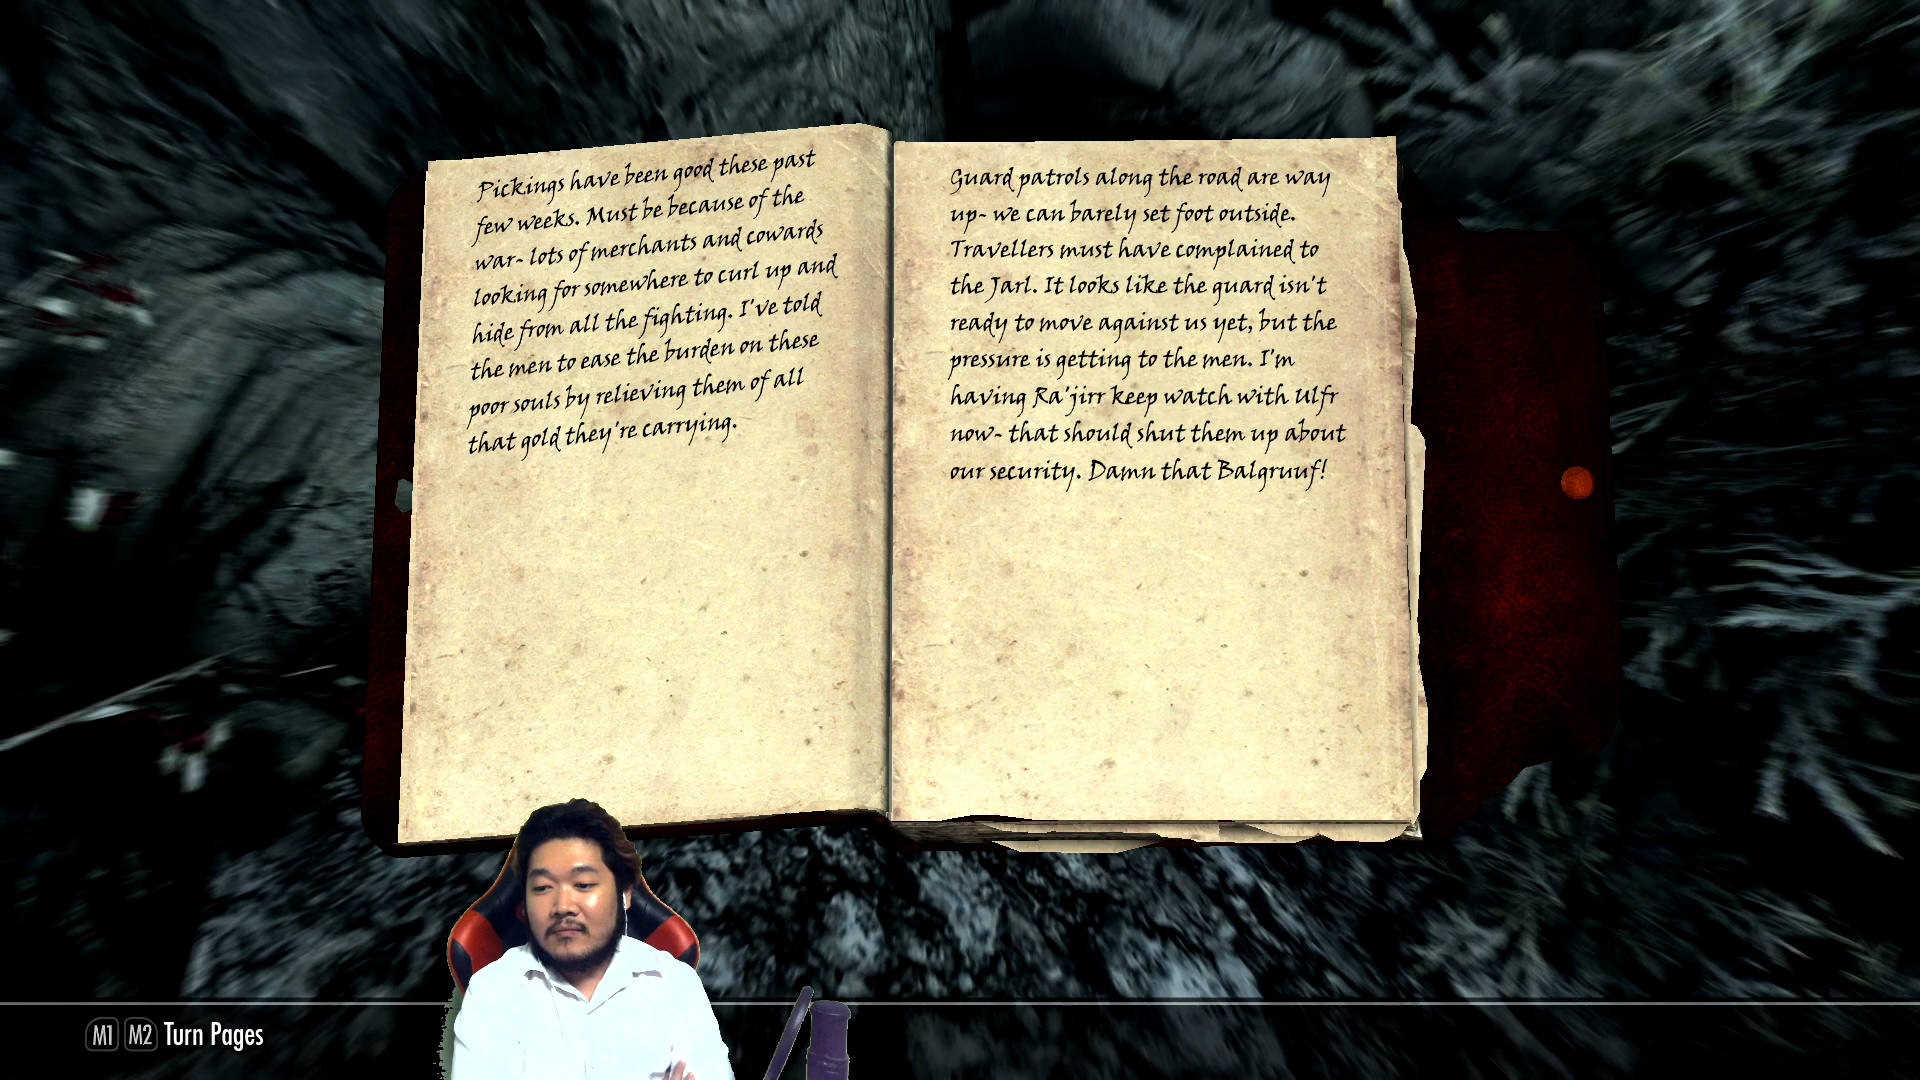 Pickings have been good these past
few weeks. Must be because of the
war- lots of merchants and cowards
looking for somewhere to curl up and
hide from all the fighting. I've told
the men to ease the burden on these
poor souls by relieving them of all
that gold they're carrying.
Guard patrols along the road are way
up- we can barely set foot outside.
Travellers must have complained to
the Jarl. It looks like the guard isn't
ready to move against us yet, but the
pressure is getting to the men. I'm
having Ra'jirr keep watch with Ulfr
now- that should shut them up about
our security. Damn that Balgruuf!
M1 M2 Turn Pages